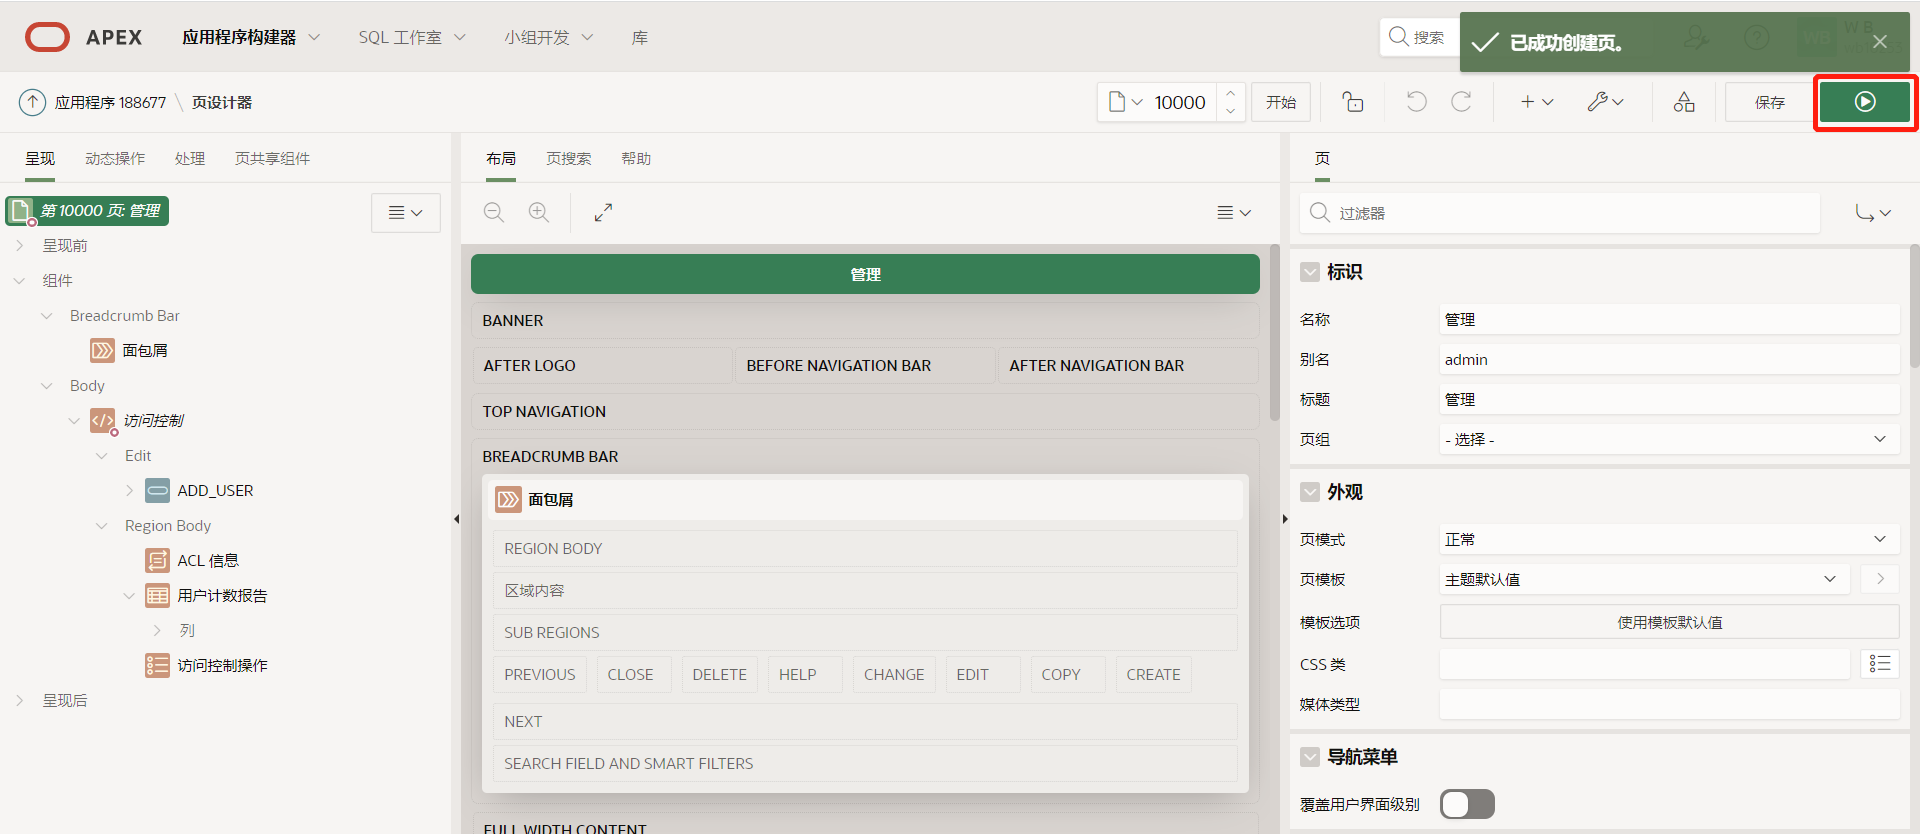 APEX 应用程序构建器 SQL 工作室 小组开发 库 搜索 已成功创建页。
应用程序 188677 \ 页设计器 10000 开始 保存
呈现 动态操作 处理 页共享组件
第 10000 页: 管理
呈现前
组件
Breadcrumb Bar
面包屑
Body
访问控制
Edit
ADD_USER
Region Body
ACL 信息
用户计数报告
列
访问控制操作
呈现后
布局 页搜索 帮助
管理
BANNER
AFTER LOGO BEFORE NAVIGATION BAR AFTER NAVIGATION BAR
TOP NAVIGATION
BREADCRUMB BAR
面包屑
REGION BODY
区域内容
SUB REGIONS
PREVIOUS CLOSE DELETE HELP CHANGE EDIT COPY CREATE
NEXT
SEARCH FIELD AND SMART FILTERS
FULL WIDTH CONTENT
页
过滤器
标识
名称 管理
别名 admin
标题 管理
页组 - 选择 -
外观
页模式 正常
页模板 主题默认值
模板选项 使用模板默认值
CSS 类
媒体类型
导航菜单
覆盖用户界面级别